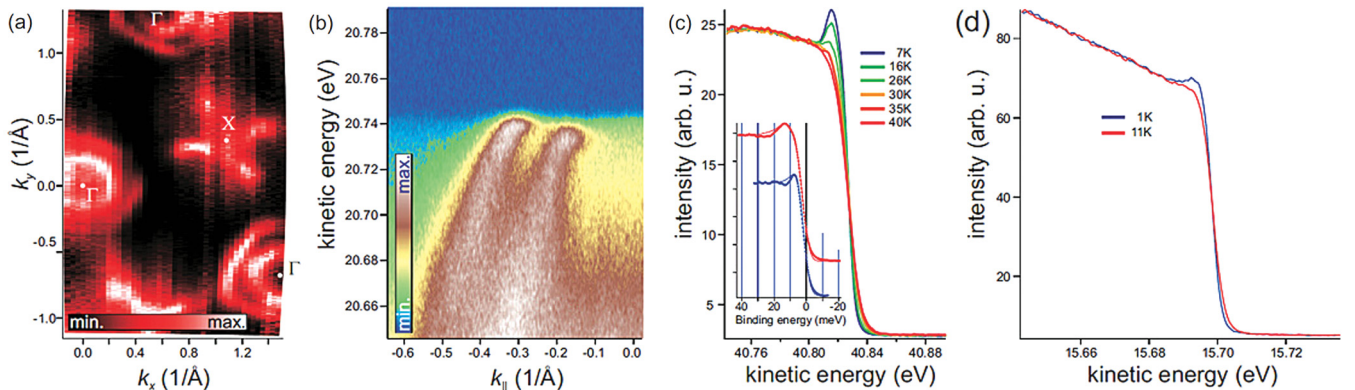 (a)
Γ
X
Γ
Γ
1.0
0.5
0.0
-0.5
-1.0
k_y (1/Å)
min. max.
0.0 0.4 0.8 1.2
k_x (1/Å)
(b)
20.78
20.76
20.74
20.72
20.70
20.68
20.66
kinetic energy (eV)
max.
min.
-0.6 -0.5 -0.4 -0.3 -0.2 -0.1 0.0
k_|| (1/Å)
(c)
25
20
15
10
5
intensity (arb. u.)
7K
16K
26K
30K
35K
40K
40 30 20 10 0 -20
Binding energy (meV)
40.76 40.80 40.84 40.88
kinetic energy (eV)
(d)
80
60
40
20
intensity (arb. u.)
1K
11K
15.66 15.68 15.70 15.72
kinetic energy (eV)